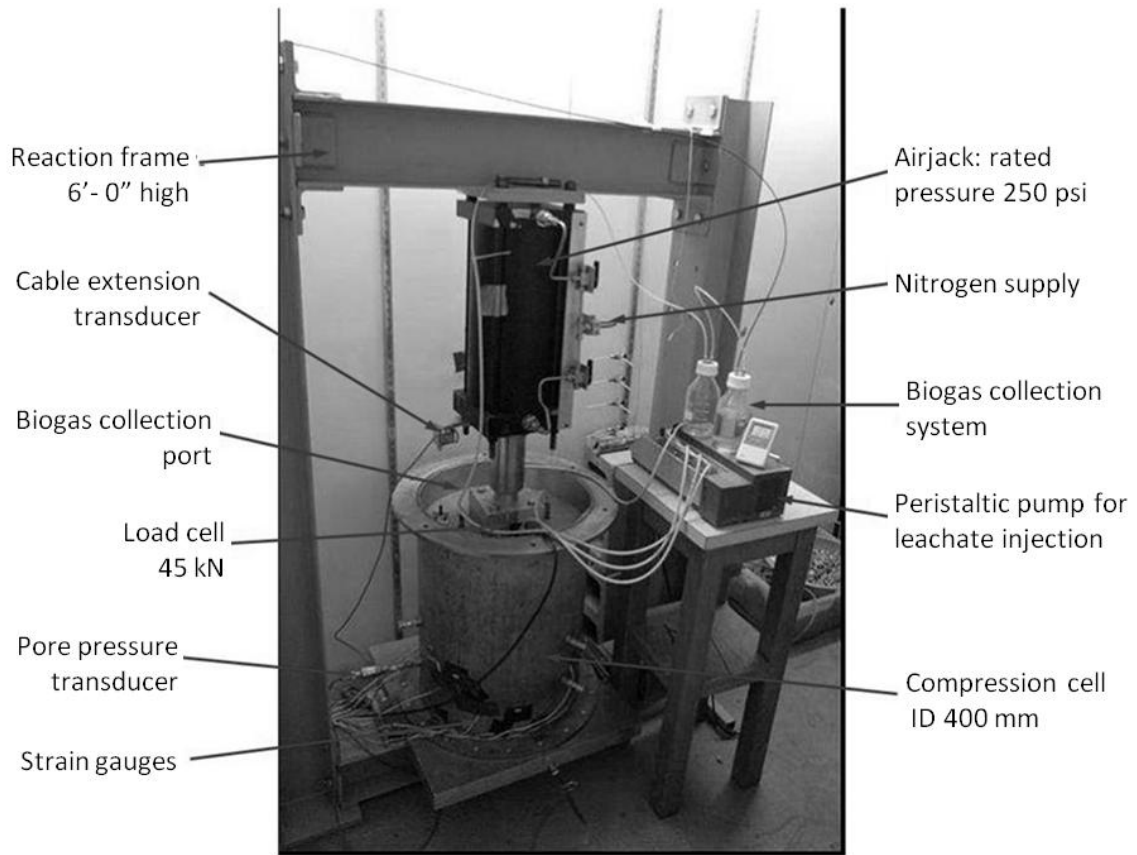 Reaction frame
6’- 0” high
Cable extension
transducer
Biogas collection
port
Load cell
45 kN
Pore pressure
transducer
Strain gauges
Airjack: rated
pressure 250 psi
Nitrogen supply
Biogas collection
system
Peristaltic pump for
leachate injection
Compression cell
ID 400 mm